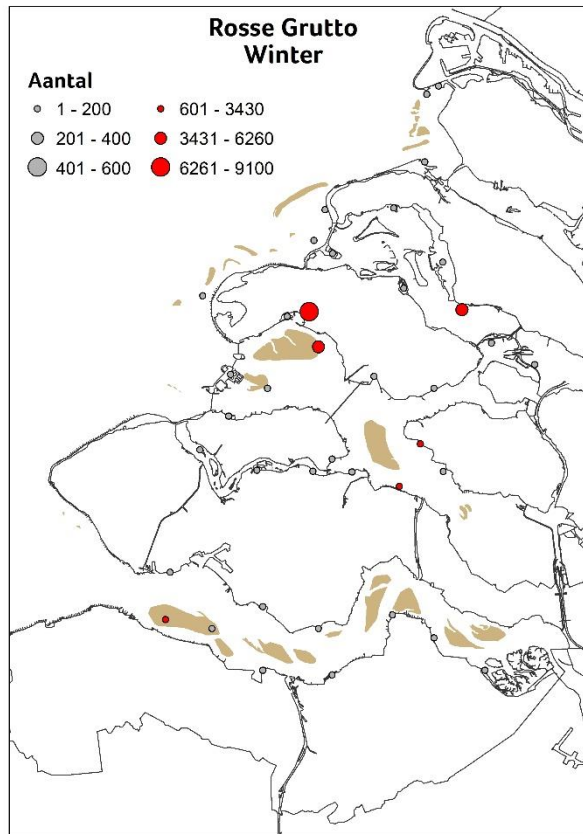 Rosse Grutto
Winter
Aantal
1 - 200 601 - 3430
201 - 400 3431 - 6260
401 - 600 6261 - 9100